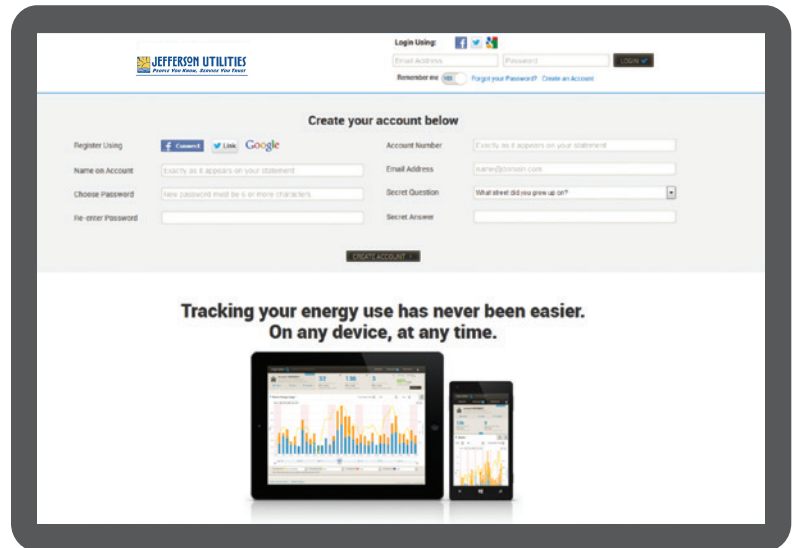 Login Using:
JEFFERSON UTILITIES
PEOPLE YOU KNOW, SERVICE YOU TRUST
Email Address
Password
LOGIN
Remember me
YES
Forgot your Password?
Create an Account
Create your account below
Register Using
Connect
Link
Google
Account Number
Exactly as it appears on your statement
Name on Account
Exactly as it appears on your statement
Email Address
name@domain.com
Choose Password
New password must be 6 or more characters
Secret Question
What street did you grow up on?
Re-enter Password
Secret Answer
CREATE ACCOUNT
Tracking your energy use has never been easier.
On any device, at any time.